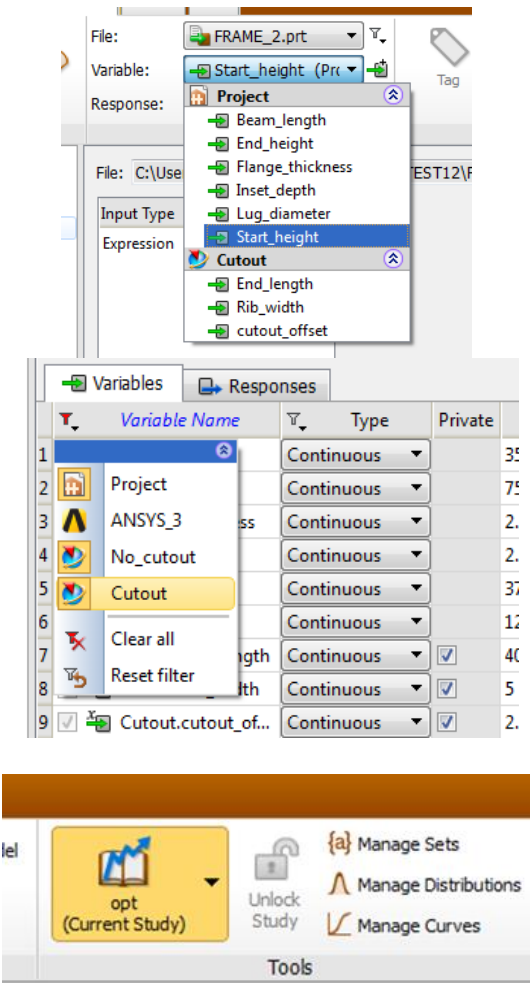 File: FRAME_2.prt
Variable: Start_height (Pro
Tag
Response:
Project
Beam_length
End_height
Flange_thickness
File: C:\User TEST12\F
Inset_depth
Input Type
Lug_diameter
Expression
Start_height
Cutout
End_length
Rib_width
cutout_offset
Variables Responses
Variable Name Type Private
1 Continuous 35
2 Project Continuous 75
3 ANSYS_3 ss Continuous 2.
4 No_cutout Continuous 2.
5 Cutout Continuous 37
6 Continuous 12
Clear all
7 ngth Continuous 40
Reset filter
8 dth Continuous 5
9 Cutout.cutout_of... Continuous 2.
del
opt
(Current Study)
Unlock
Study
{a} Manage Sets
Manage Distributions
Manage Curves
Tools